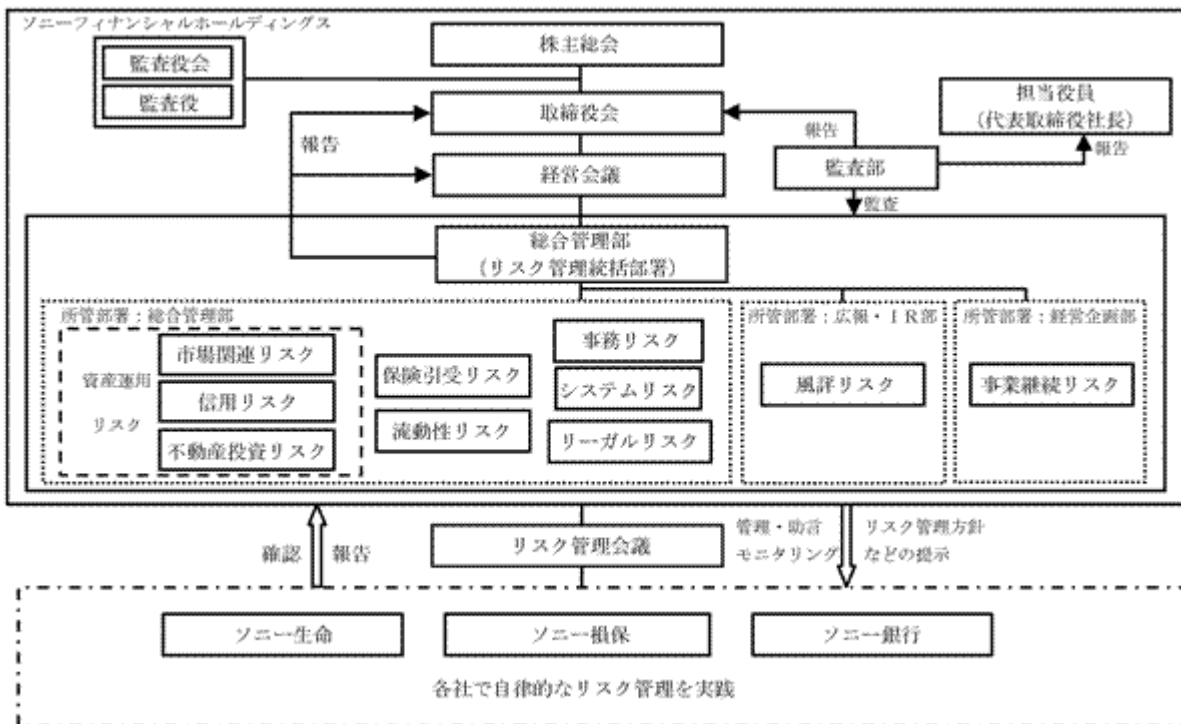 ソニーフィナンシャルホールディングス
株主総会
監査役会
監査役
取締役会
担当役員
(代表取締役社長)
報告
報告
報告
経営会議
監査部
監査
総合管理部
(リスク管理統括部署)
所管部署:総合管理部
所管部署:広報・IR部
所管部署:経営企画部
資産運用
リスク
市場関連リスク
信用リスク
不動産投資リスク
保険引受リスク
流動性リスク
事務リスク
システムリスク
リーガルリスク
風評リスク
事業継続リスク
確認
報告
リスク管理会議
管理・助言
モニタリング
リスク管理方針
などの提示
ソニー生命
ソニー損保
ソニー銀行
各社で自律的なリスク管理を実践